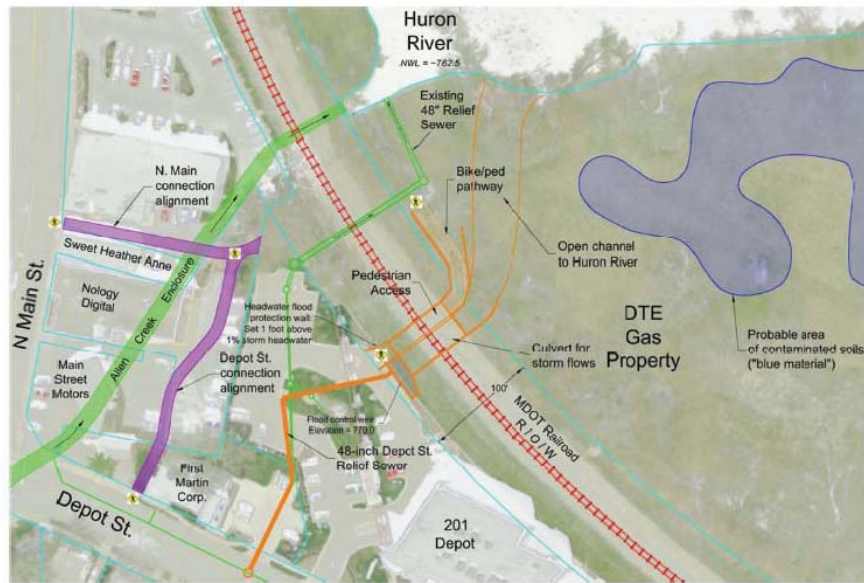 Huron
River
NWL = ~762.5
Existing
48" Relief
Sewer
N. Main
connection
alignment
Bike/ped
pathway
Sweet Heather Anne
Open channel
to Huron River
N Main St.
Nology
Digital
Allen Creek Enclosure
Headwater flood
protection wall:
Set 1 foot above
1% storm headwater
Pedestrian
Access
DTE
Gas
Property
Probable area
of contaminated soils
("blue material")
Main
Street
Motors
Depot St.
connection
alignment
Culvert for
storm flows
100'
MDOT Railroad
R / O / W
Flood control weir
Elevation = 770.0
48-inch Depot St.
Relief Sewer
First
Martin
Corp.
Depot St.
201
Depot